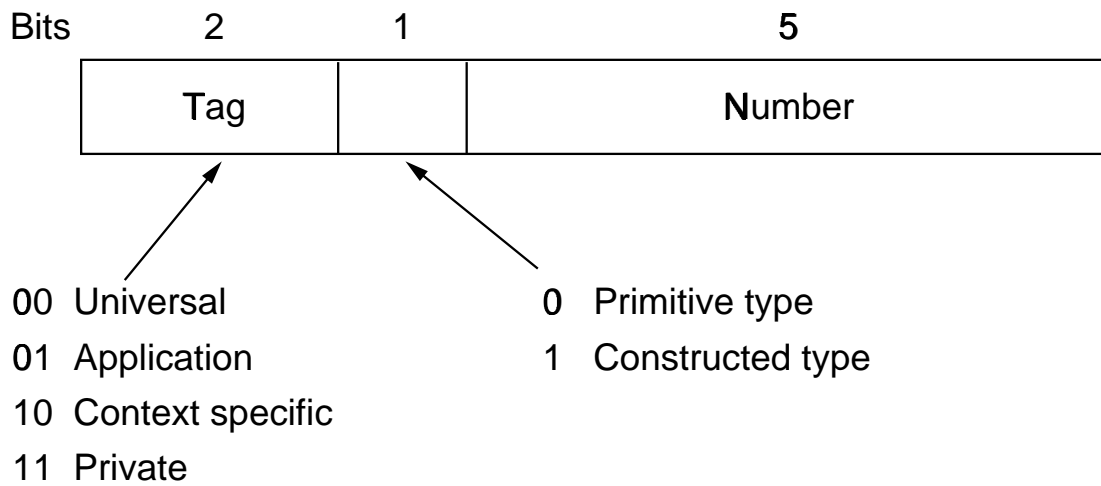 Bits 2 1 5
Tag Number
00 Universal 0 Primitive type
01 Application 1 Constructed type
10 Context specific
11 Private